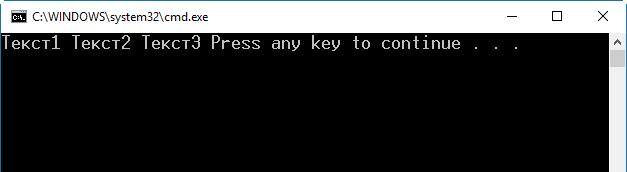 C:\WINDOWS\system32\cmd.exe
Текст1 Текст2 Текст3 Press any key to continue . . .